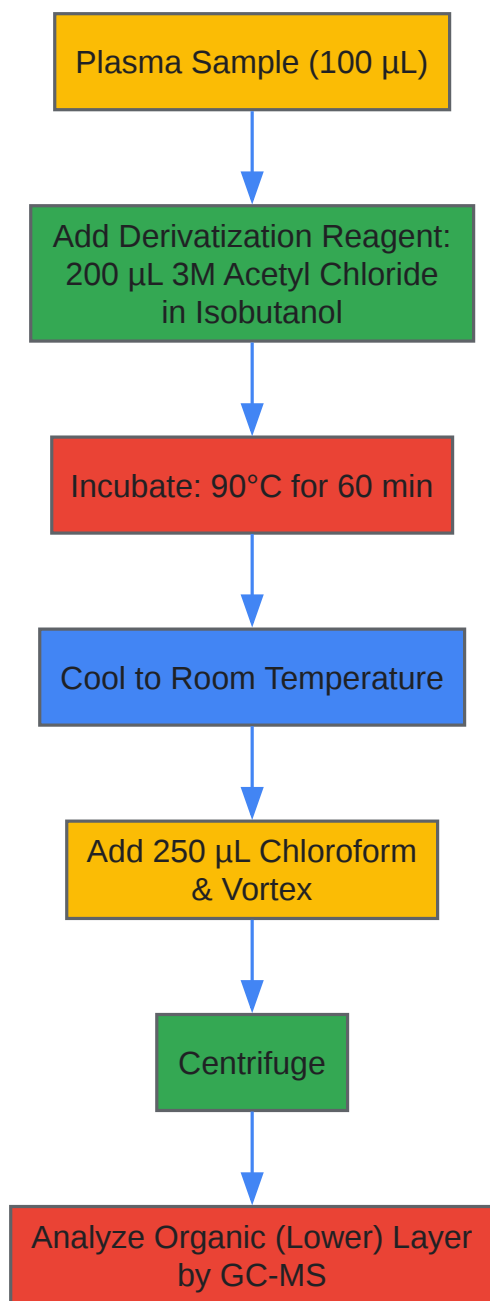 Plasma Sample (100 µL)
Add Derivatization Reagent:
200 µL 3M Acetyl Chloride
in Isobutanol
Incubate: 90°C for 60 min
Cool to Room Temperature
Add 250 µL Chloroform
& Vortex
Centrifuge
Analyze Organic (Lower) Layer
by GC-MS